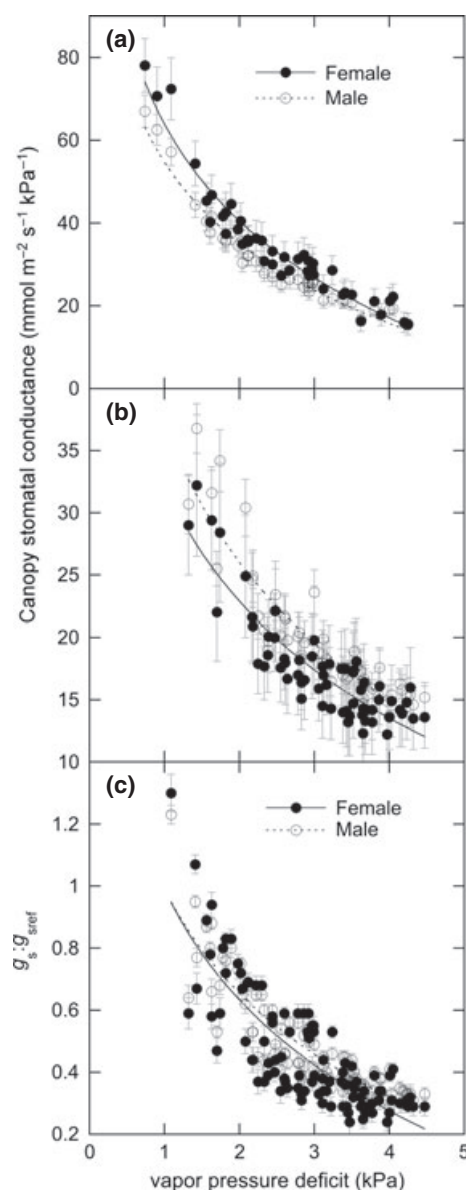 Canopy stomatal conductance (mmol m⁻² s⁻¹ kPa⁻¹)
(a)
Female
Male
80
60
40
20
0
(b)
35
30
25
20
15
10
(c)
Female
Male
gs:gsref
1.2
1
0.8
0.6
0.4
0.2
0 1 2 3 4 5
vapor pressure deficit (kPa)